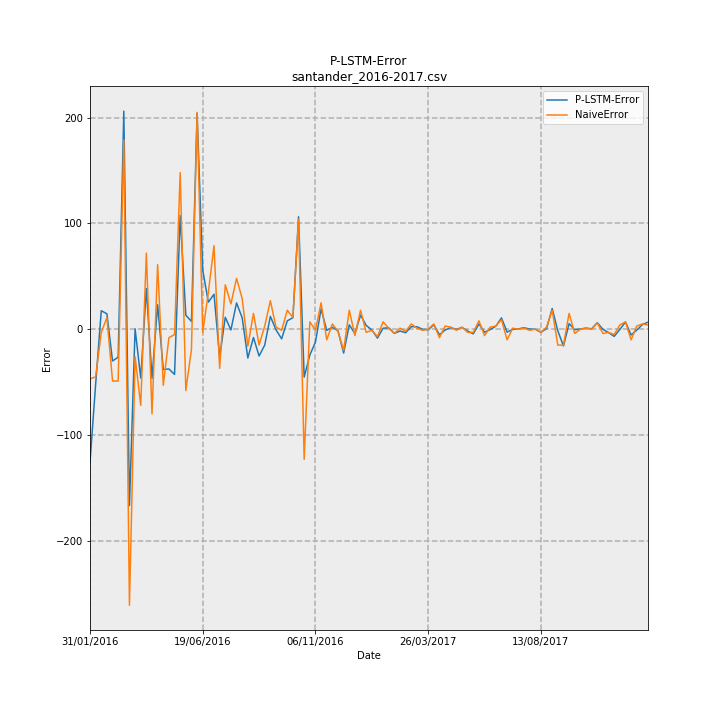 P-LSTM-Error
santander_2016-2017.csv
P-LSTM-Error
NaiveError
200
100
0
−100
−200
Error
31/01/2016
19/06/2016
06/11/2016
26/03/2017
13/08/2017
Date